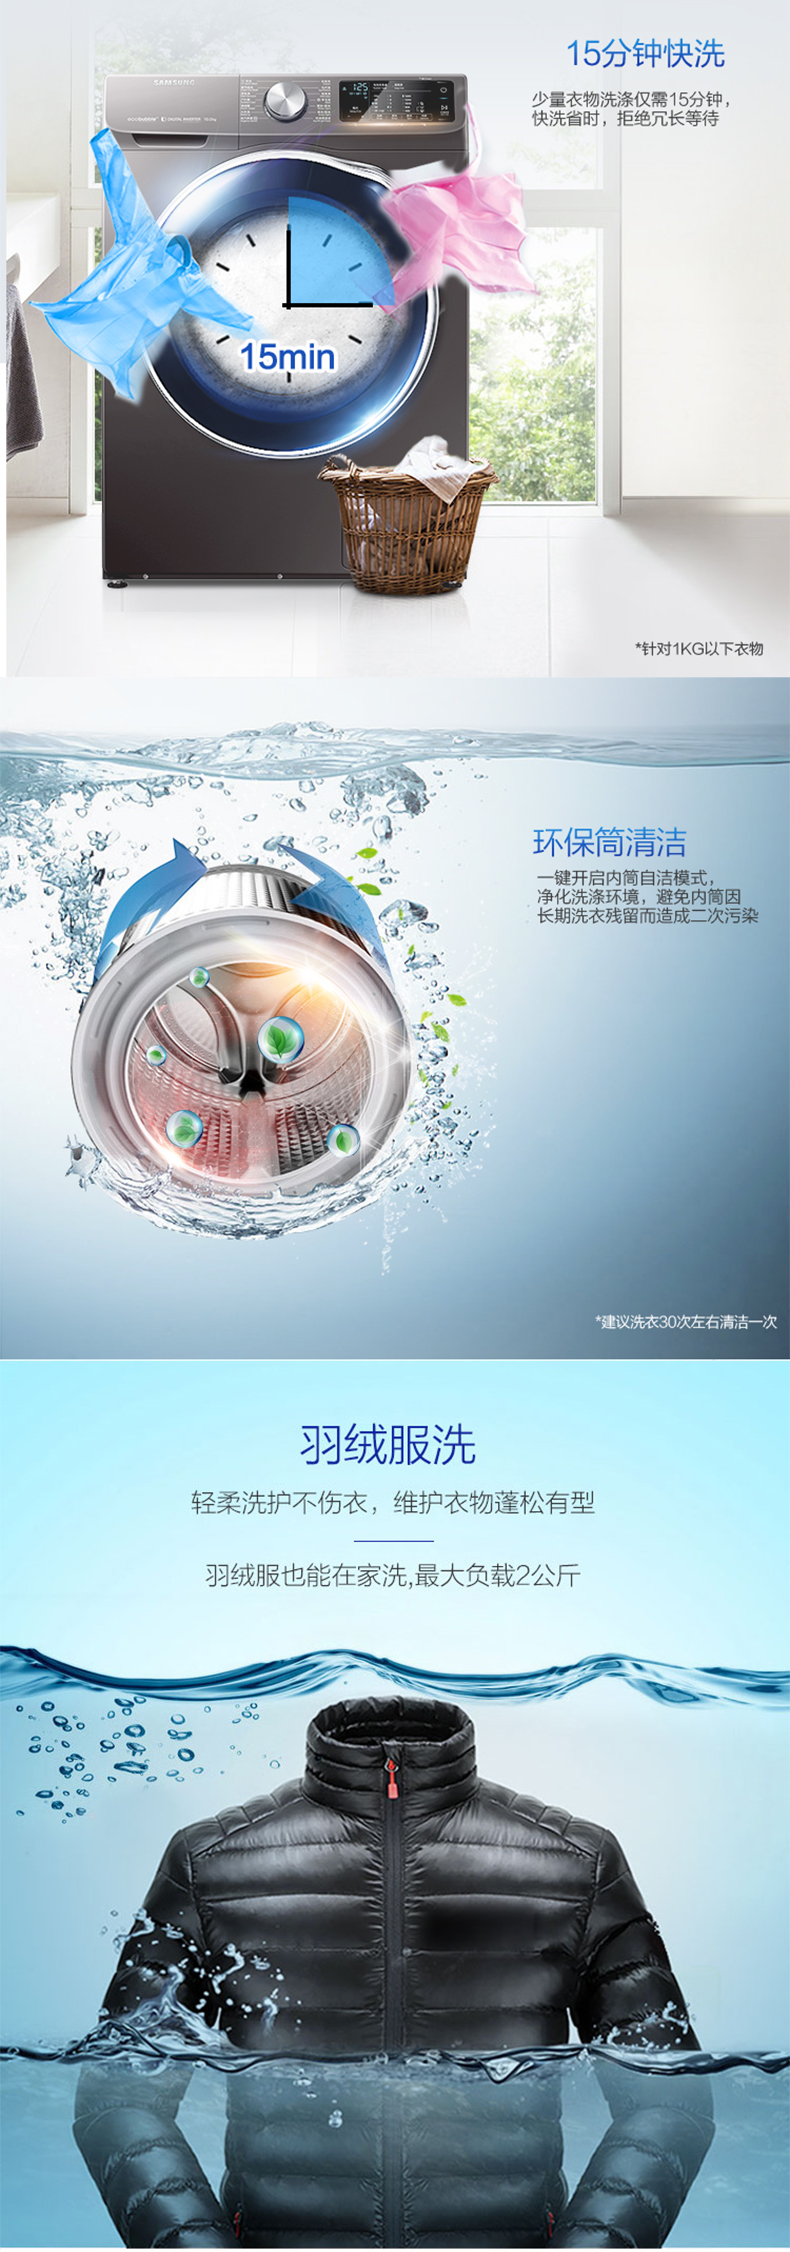 15分钟快洗
少量衣物洗涤仅需15分钟，
快洗省时，拒绝冗长等待
SAMSUNG
125
ecoBubble
DIGITAL INVERTER
15min
*针对1KG以下衣物
环保筒清洁
一键开启内筒自洁模式，
净化洗涤环境，避免内筒因
长期洗衣残留而造成二次污染
*建议洗衣30次左右清洁一次
羽绒服洗
轻柔洗护不伤衣，维护衣物蓬松有型
羽绒服也能在家洗,最大负载2公斤